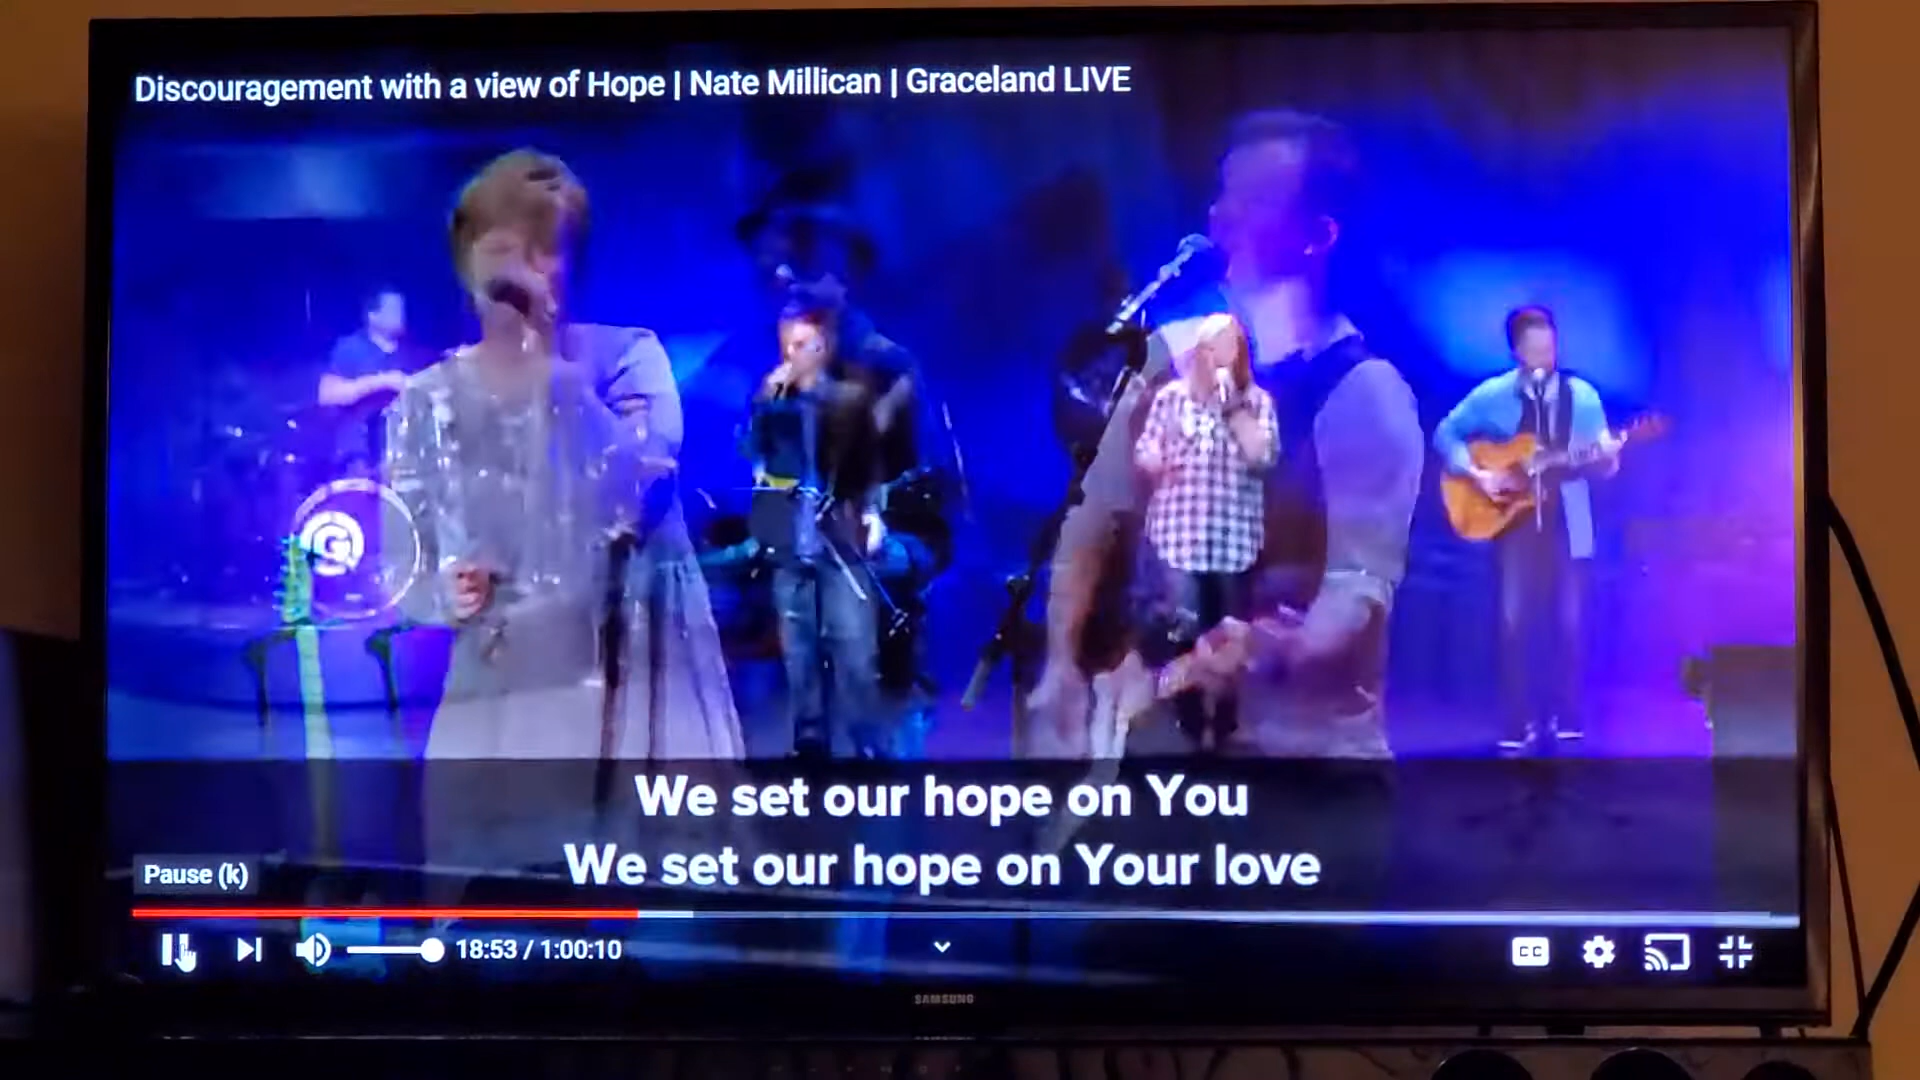 Discouragement with a view of Hope | Nate Millican | Graceland LIVE
G
We set our hope on You
We set our hope on Your love
Pause (k)
18:53 / 1:00:10
CC
SAMSUNG